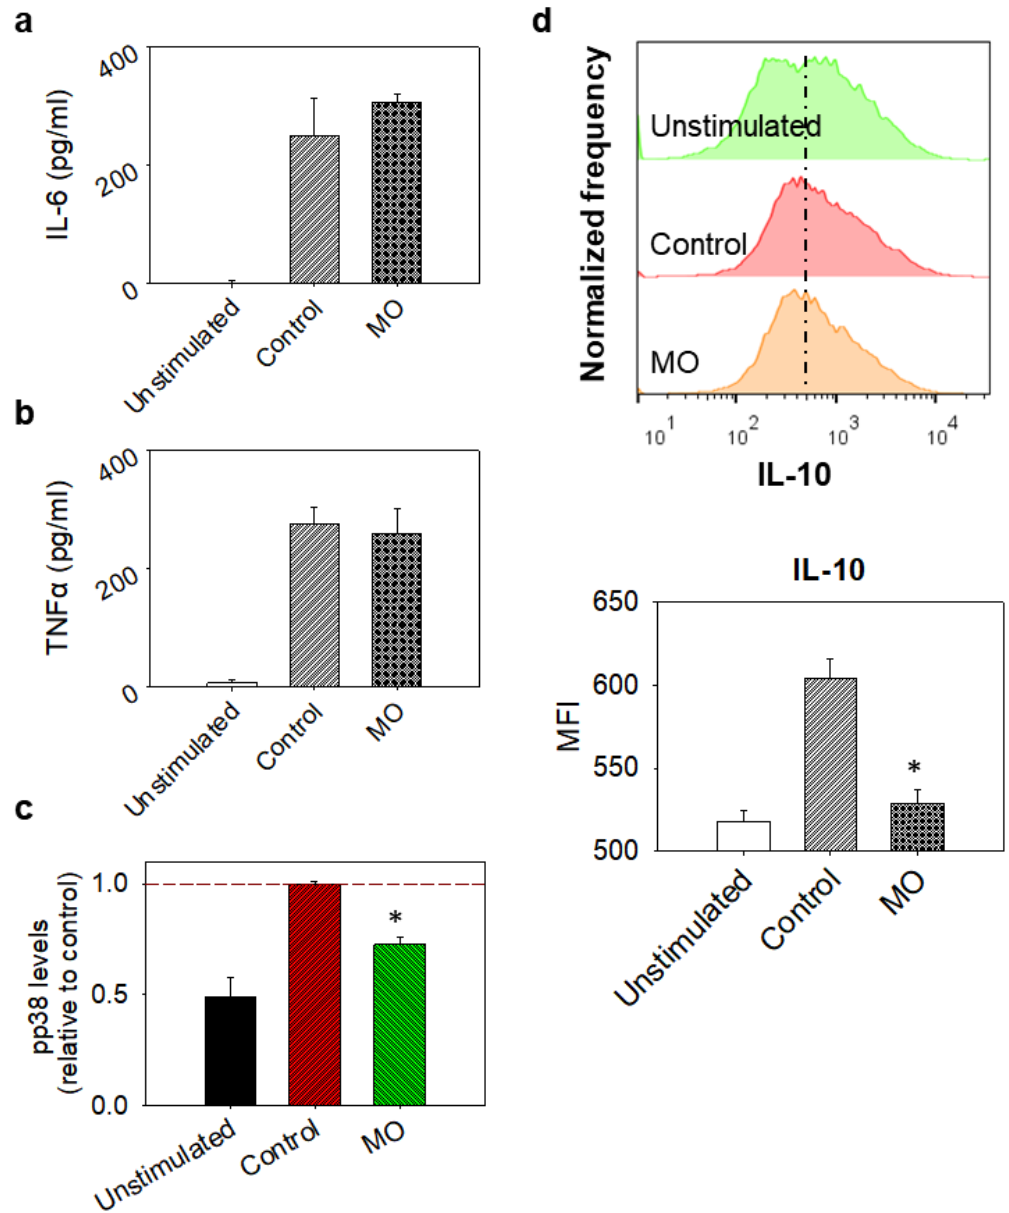 a
IL-6 (pg/ml)
400
200
0
Unstimulated
Control
MO
b
TNFα (pg/ml)
400
200
0
Unstimulated
Control
MO
c
pp38 levels
(relative to control)
1.0
0.5
0.0
*
Unstimulated
Control
MO
d
Normalized frequency
Unstimulated
Control
MO
10¹ 10² 10³ 10⁴
IL-10
IL-10
MFI
650
600
550
500
*
Unstimulated
Control
MO